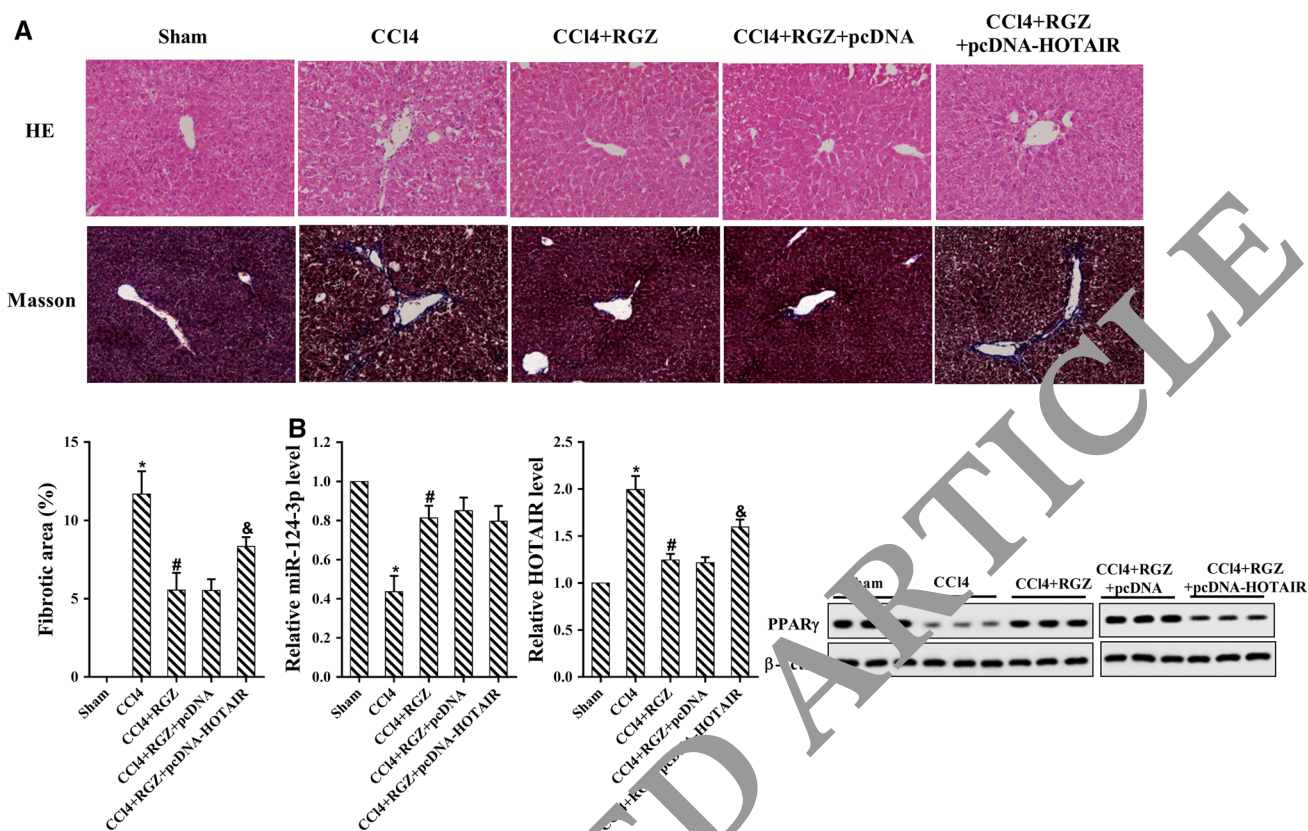 A
Sham
CCl4
CCl4+RGZ
CCl4+RGZ+pcDNA
CCl4+RGZ
+pcDNA-HOTAIR
HE
Masson
Fibrotic area (%)
15
10
5
0
*
#
&
Sham
CCl4
CCl4+RGZ
CCl4+RGZ+pcDNA
CCl4+RGZ+pcDNA-HOTAIR
B
Relative miR-124-3p level
1.2
1.0
0.8
0.6
0.4
0.2
0.0
*
#
Sham
CCl4
CCl4+RGZ
CCl4+RGZ+pcDNA
CCl4+RGZ+pcDNA-HOTAIR
Relative HOTAIR level
2.5
2.0
1.5
1.0
0.5
0.0
*
#
&
Sham
CCl4
CCl4+RGZ
CCl4+RGZ+pcDNA
CCl4+RGZ+pcDNA-HOTAIR
CCl4
CCl4+RGZ
CCl4+RGZ
+pcDNA
CCl4+RGZ
+pcDNA-HOTAIR
PPARγ
ED ARTICLE